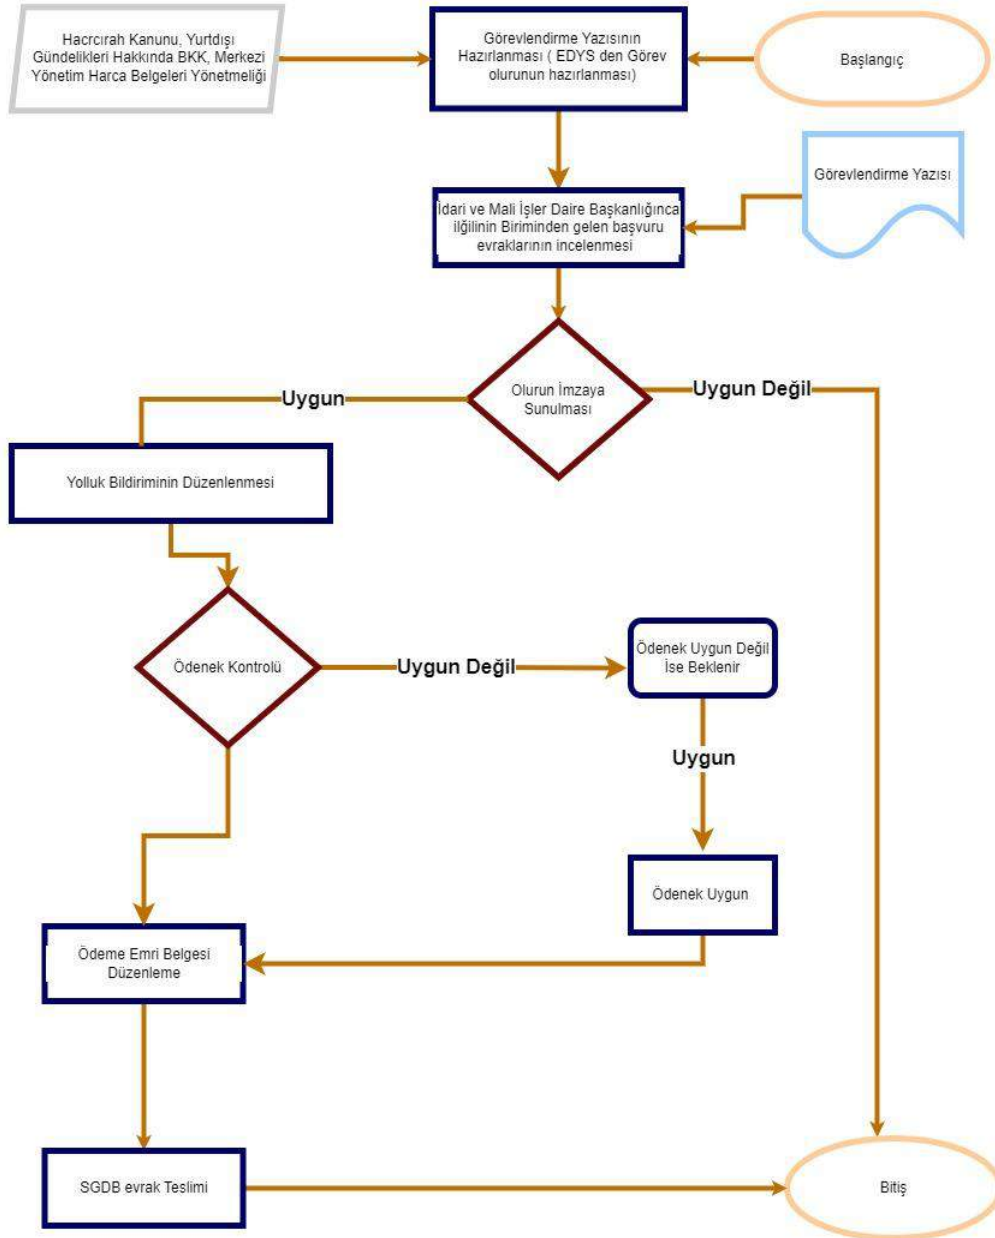 Hacrcırah Kanunu, Yurtdışı
Gündelikleri Hakkında BKK, Merkezi
Yönetim Harca Belgeleri Yönetmeliği
Görevlendirme Yazısının
Hazırlanması ( EDYS den Görev
olurunun hazırlanması)
Başlangıç
Görevlendirme Yazısı
İdari ve Mali İşler Daire Başkanlığınca
ilğilinin Biriminden gelen başvuru
evraklarının incelenmesi
Olurun İmzaya
Sunulması
Uygun
Uygun Değil
Yolluk Bildiriminin Düzenlenmesi
Ödenek Kontrolü
Uygun Değil
Ödenek Uygun Değil
İse Beklenir
Uygun
Ödenek Uygun
Ödeme Emri Belgesi
Düzenleme
SGDB evrak Teslimi
Bitiş